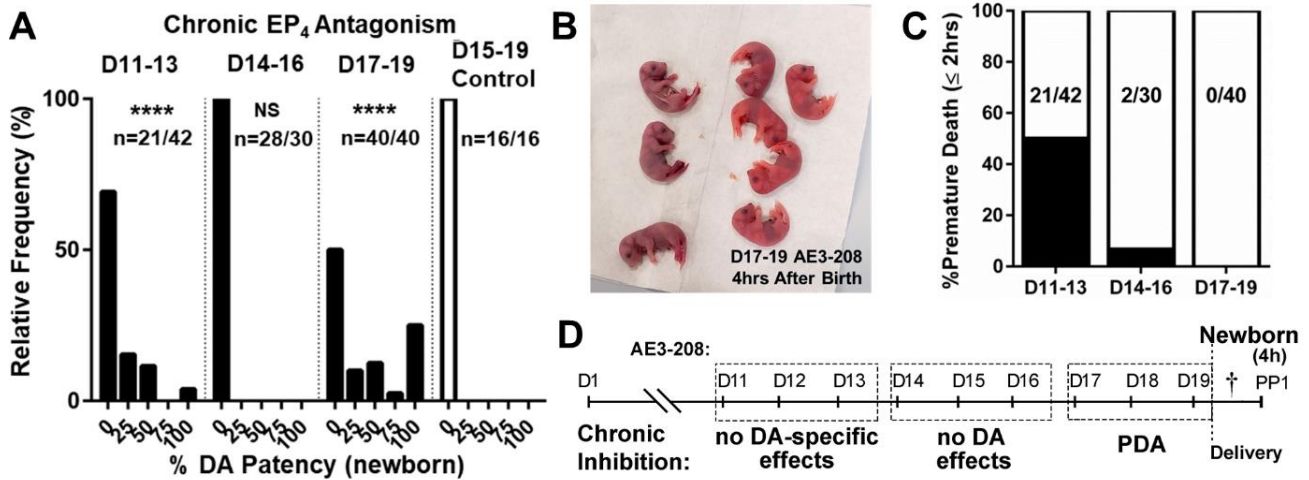 A
Chronic EP4 Antagonism
D11-13
D14-16
D17-19
D15-19
Control
****
NS
****
n=21/42
n=28/30
n=40/40
n=16/16
Relative Frequency (%)
100
50
0
0 25 50 75 100
0 25 50 75 100
0 25 50 75 100
0 25 50 75 100
% DA Patency (newborn)
B
D17-19 AE3-208
4hrs After Birth
C
%Premature Death (≤ 2hrs)
100
80
60
40
20
0
21/42
2/30
0/40
D11-13
D14-16
D17-19
D
AE3-208:
Newborn
(4h)
D1
D11 D12 D13
D14 D15 D16
D17 D18 D19
†
PP1
Chronic
Inhibition:
no DA-specific
effects
no DA
effects
PDA
Delivery